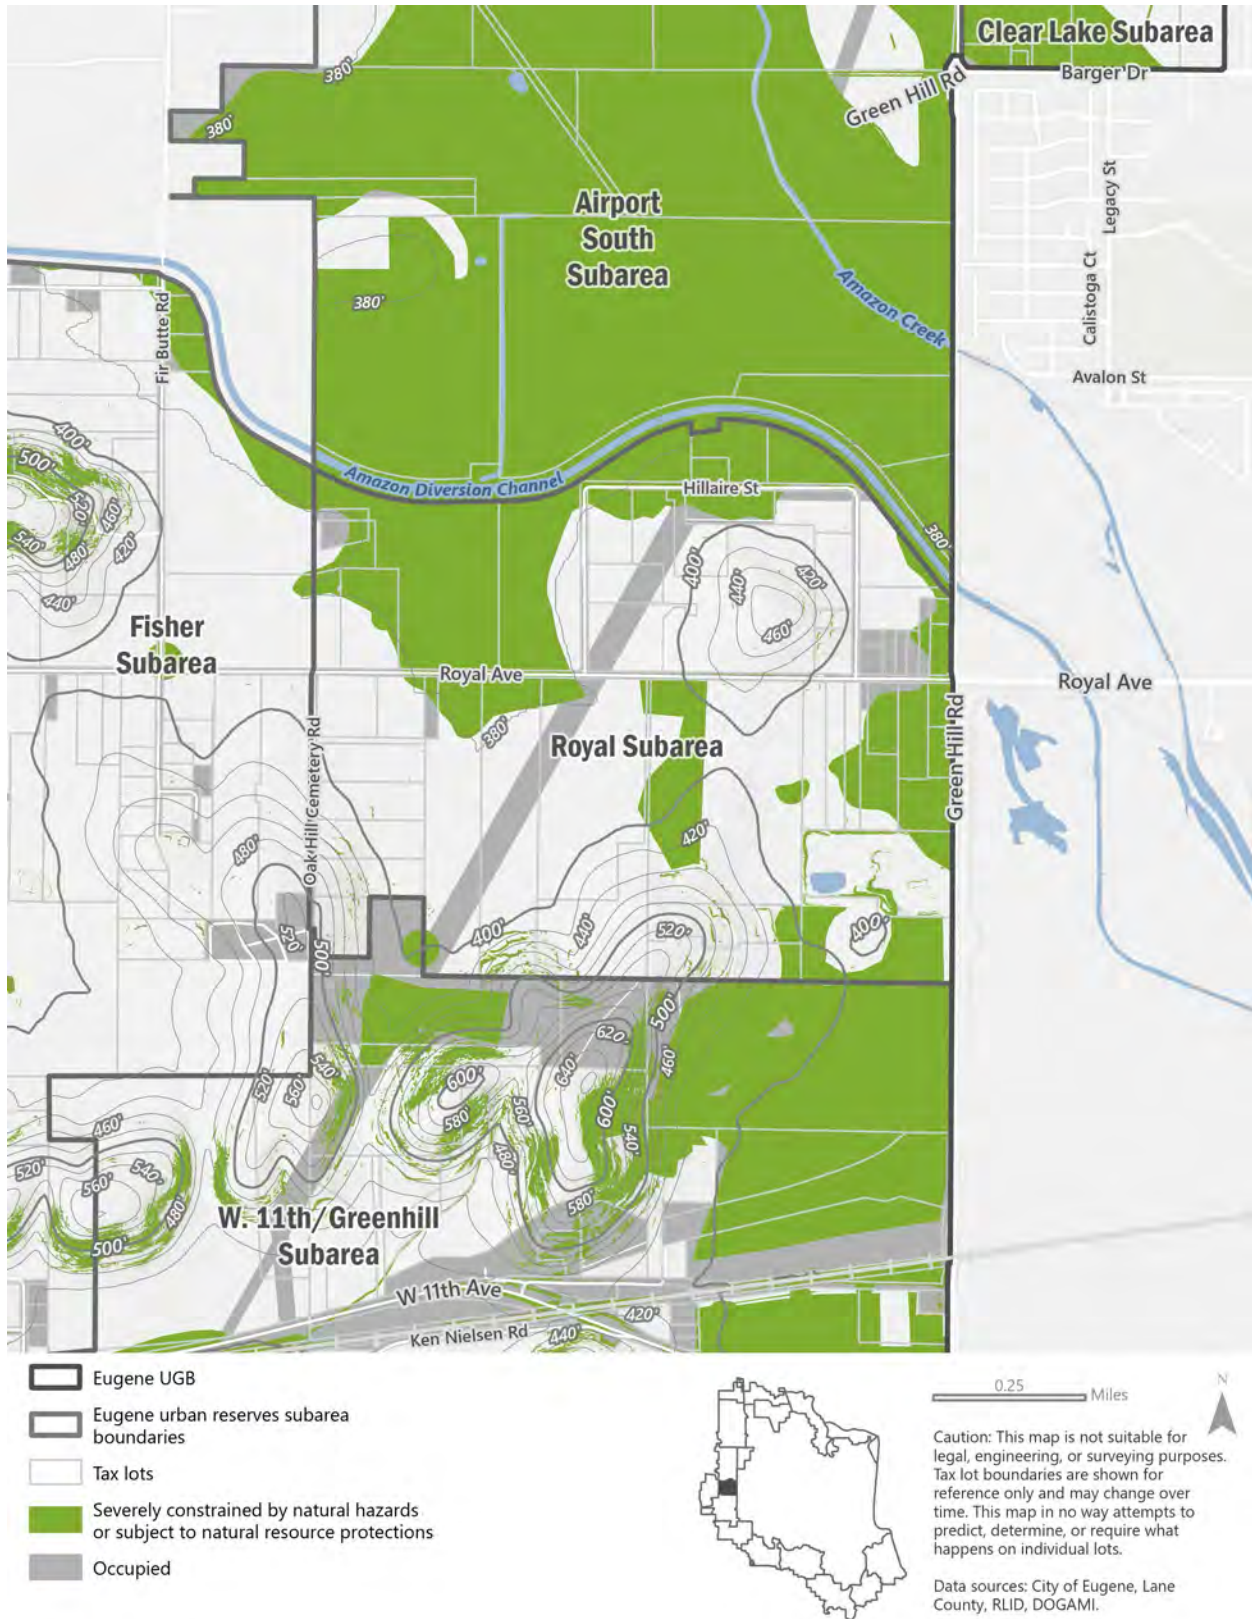 Clear Lake Subarea
Barger Dr
Green Hill Rd
380'
380'
Airport
South
Subarea
Legacy St
Calistoga Ct
Amazon Creek
380'
Fir Butte Rd
Avalon St
400'
500'
500'
460'
540'
480'
420'
440'
Amazon Diversion Channel
Hillaire St
380'
400'
420'
440'
460'
Fisher
Subarea
Royal Ave
Royal Ave
380'
Royal Subarea
Green Hill Rd
Oak Hill Cemetery Rd
480'
420'
400'
440'
520'
400'
520'
500'
500'
620'
460'
640'
540'
520'
560'
600'
580'
560'
600'
540'
480'
460'
520'
540'
560'
480'
500'
580'
W. 11th/Greenhill
Subarea
W 11th Ave
420'
Ken Nielsen Rd
440'
Eugene UGB
Eugene urban reserves subarea
boundaries
Tax lots
Severely constrained by natural hazards
or subject to natural resource protections
Occupied
0.25
Miles
N
Caution: This map is not suitable for
legal, engineering, or surveying purposes.
Tax lot boundaries are shown for
reference only and may change over
time. This map in no way attempts to
predict, determine, or require what
happens on individual lots.
Data sources: City of Eugene, Lane
County, RLID, DOGAMI.